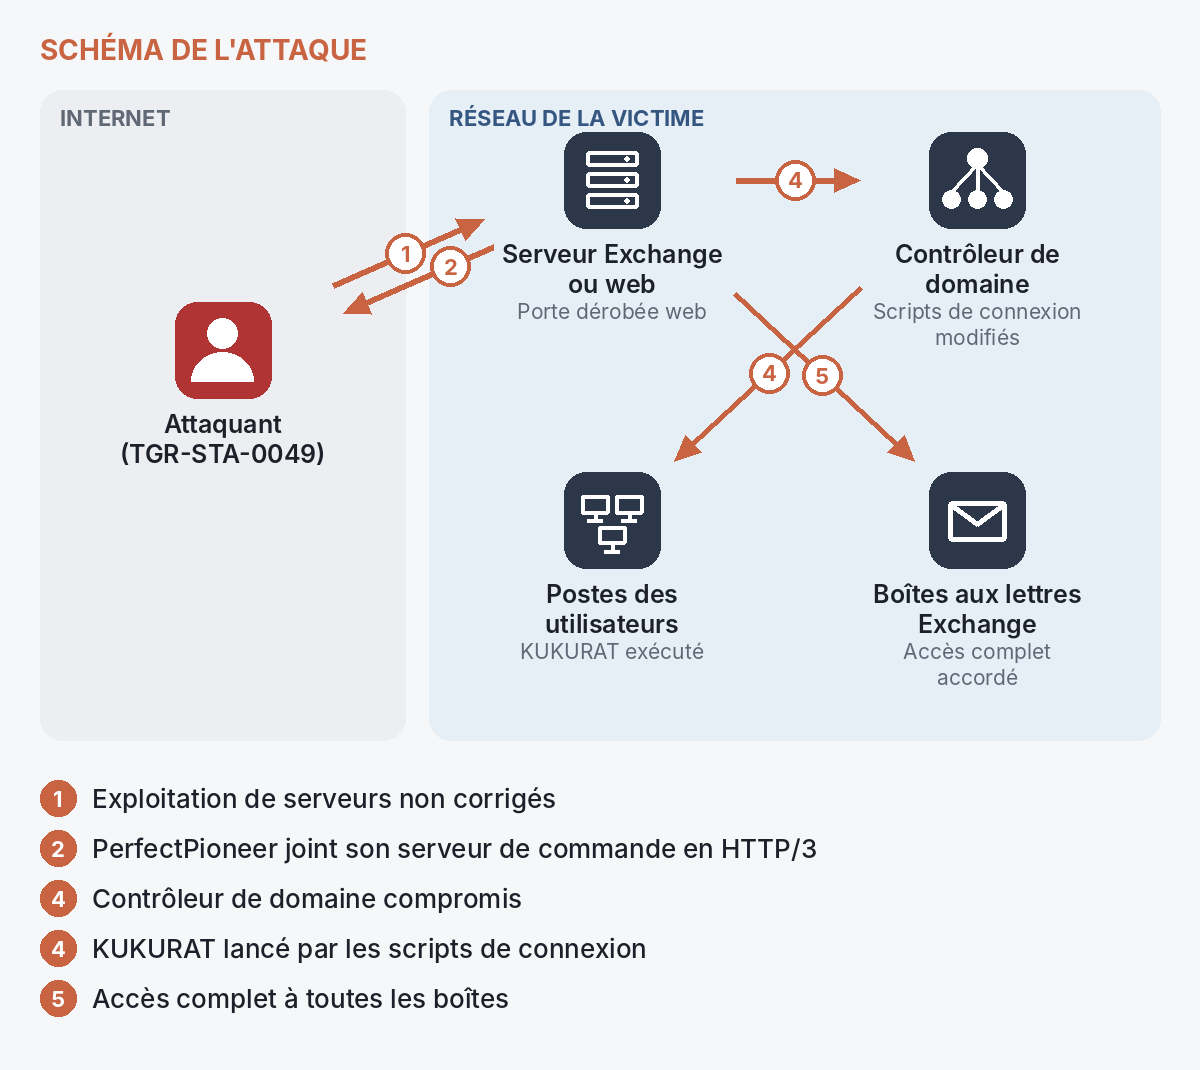 SCHÉMA DE L'ATTAQUE
INTERNET
RÉSEAU DE LA VICTIME
1
2
4
Serveur Exchange
ou web
Porte dérobée web
Contrôleur de
domaine
Scripts de connexion
modifiés
Attaquant
(TGR-STA-0049)
4
5
Postes des
utilisateurs
KUKURAT exécuté
Boîtes aux lettres
Exchange
Accès complet
accordé
1 Exploitation de serveurs non corrigés
2 PerfectPioneer joint son serveur de commande en HTTP/3
4 Contrôleur de domaine compromis
4 KUKURAT lancé par les scripts de connexion
5 Accès complet à toutes les boîtes